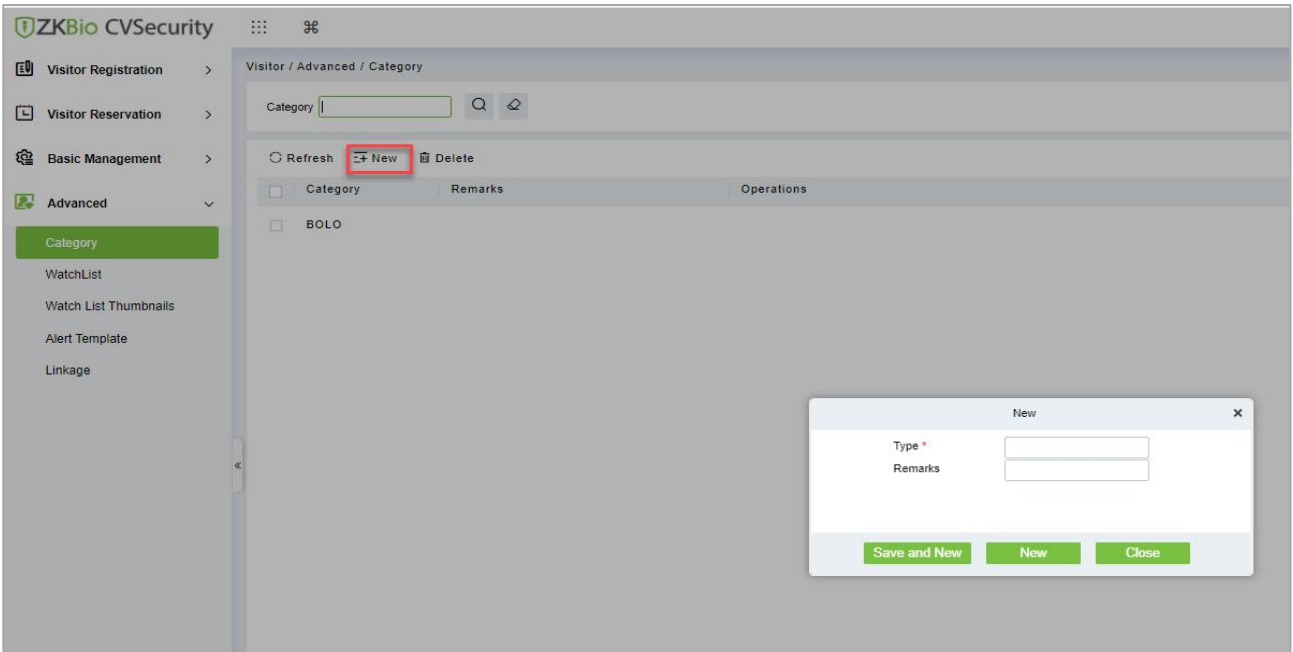 ZKBio CVSecurity
Visitor Registration
Visitor Reservation
Basic Management
Advanced
Category
WatchList
Watch List Thumbnails
Alert Template
Linkage
Visitor / Advanced / Category
Category
Refresh New Delete
Category Remarks Operations
BOLO
New
Type *
Remarks
Save and New New Close